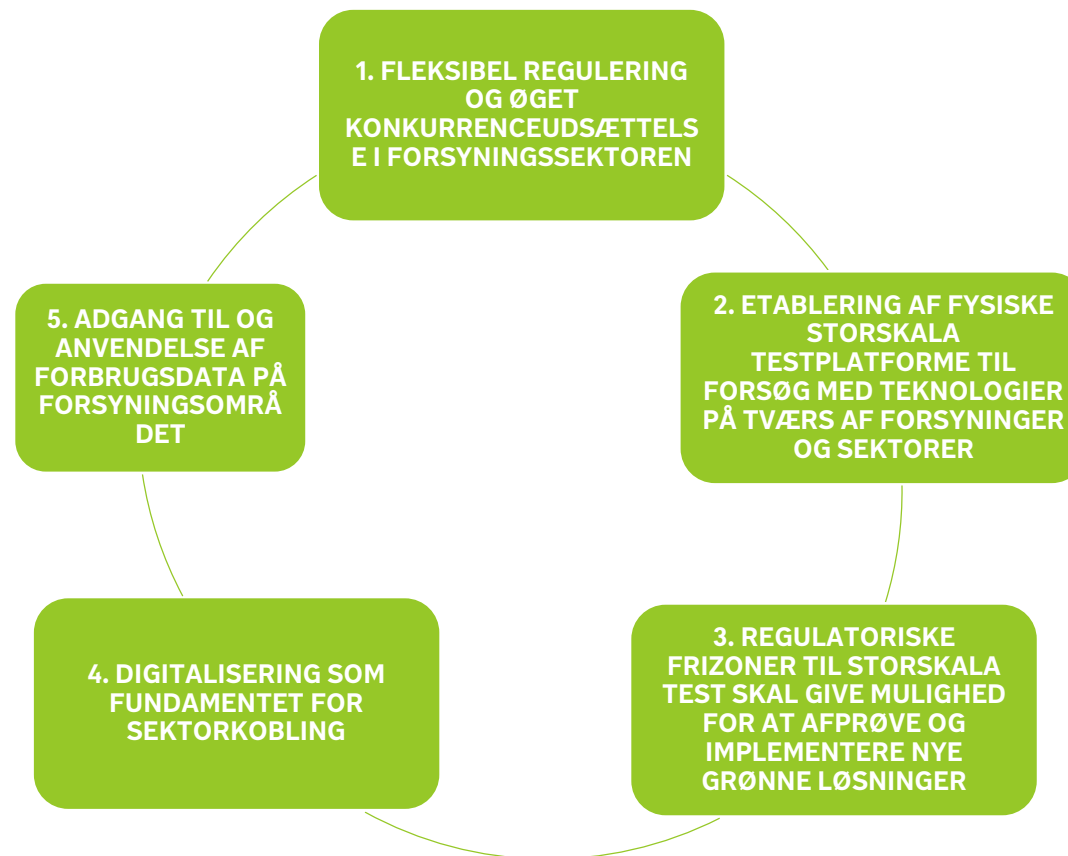 1. FLEKSIBEL REGULERING
OG ØGET
KONKURRENCEUDSÆTTELS
E I FORSYNINGSSEKTOREN
2. ETABLERING AF FYSISKE
STORSKALA
TESTPLATFORME TIL
FORSØG MED TEKNOLOGIER
PÅ TVÆRS AF FORSYNINGER
OG SEKTORER
3. REGULATORISKE
FRIZONER TIL STORSKALA
TEST SKAL GIVE MULIGHED
FOR AT AFPRØVE OG
IMPLEMENTERE NYE
GRØNNE LØSNINGER
4. DIGITALISERING SOM
FUNDAMENTET FOR
SEKTORKOBLING
5. ADGANG TIL OG
ANVENDELSE AF
FORBRUGSDATA PÅ
FORSYNINGSOMRÅ
DET